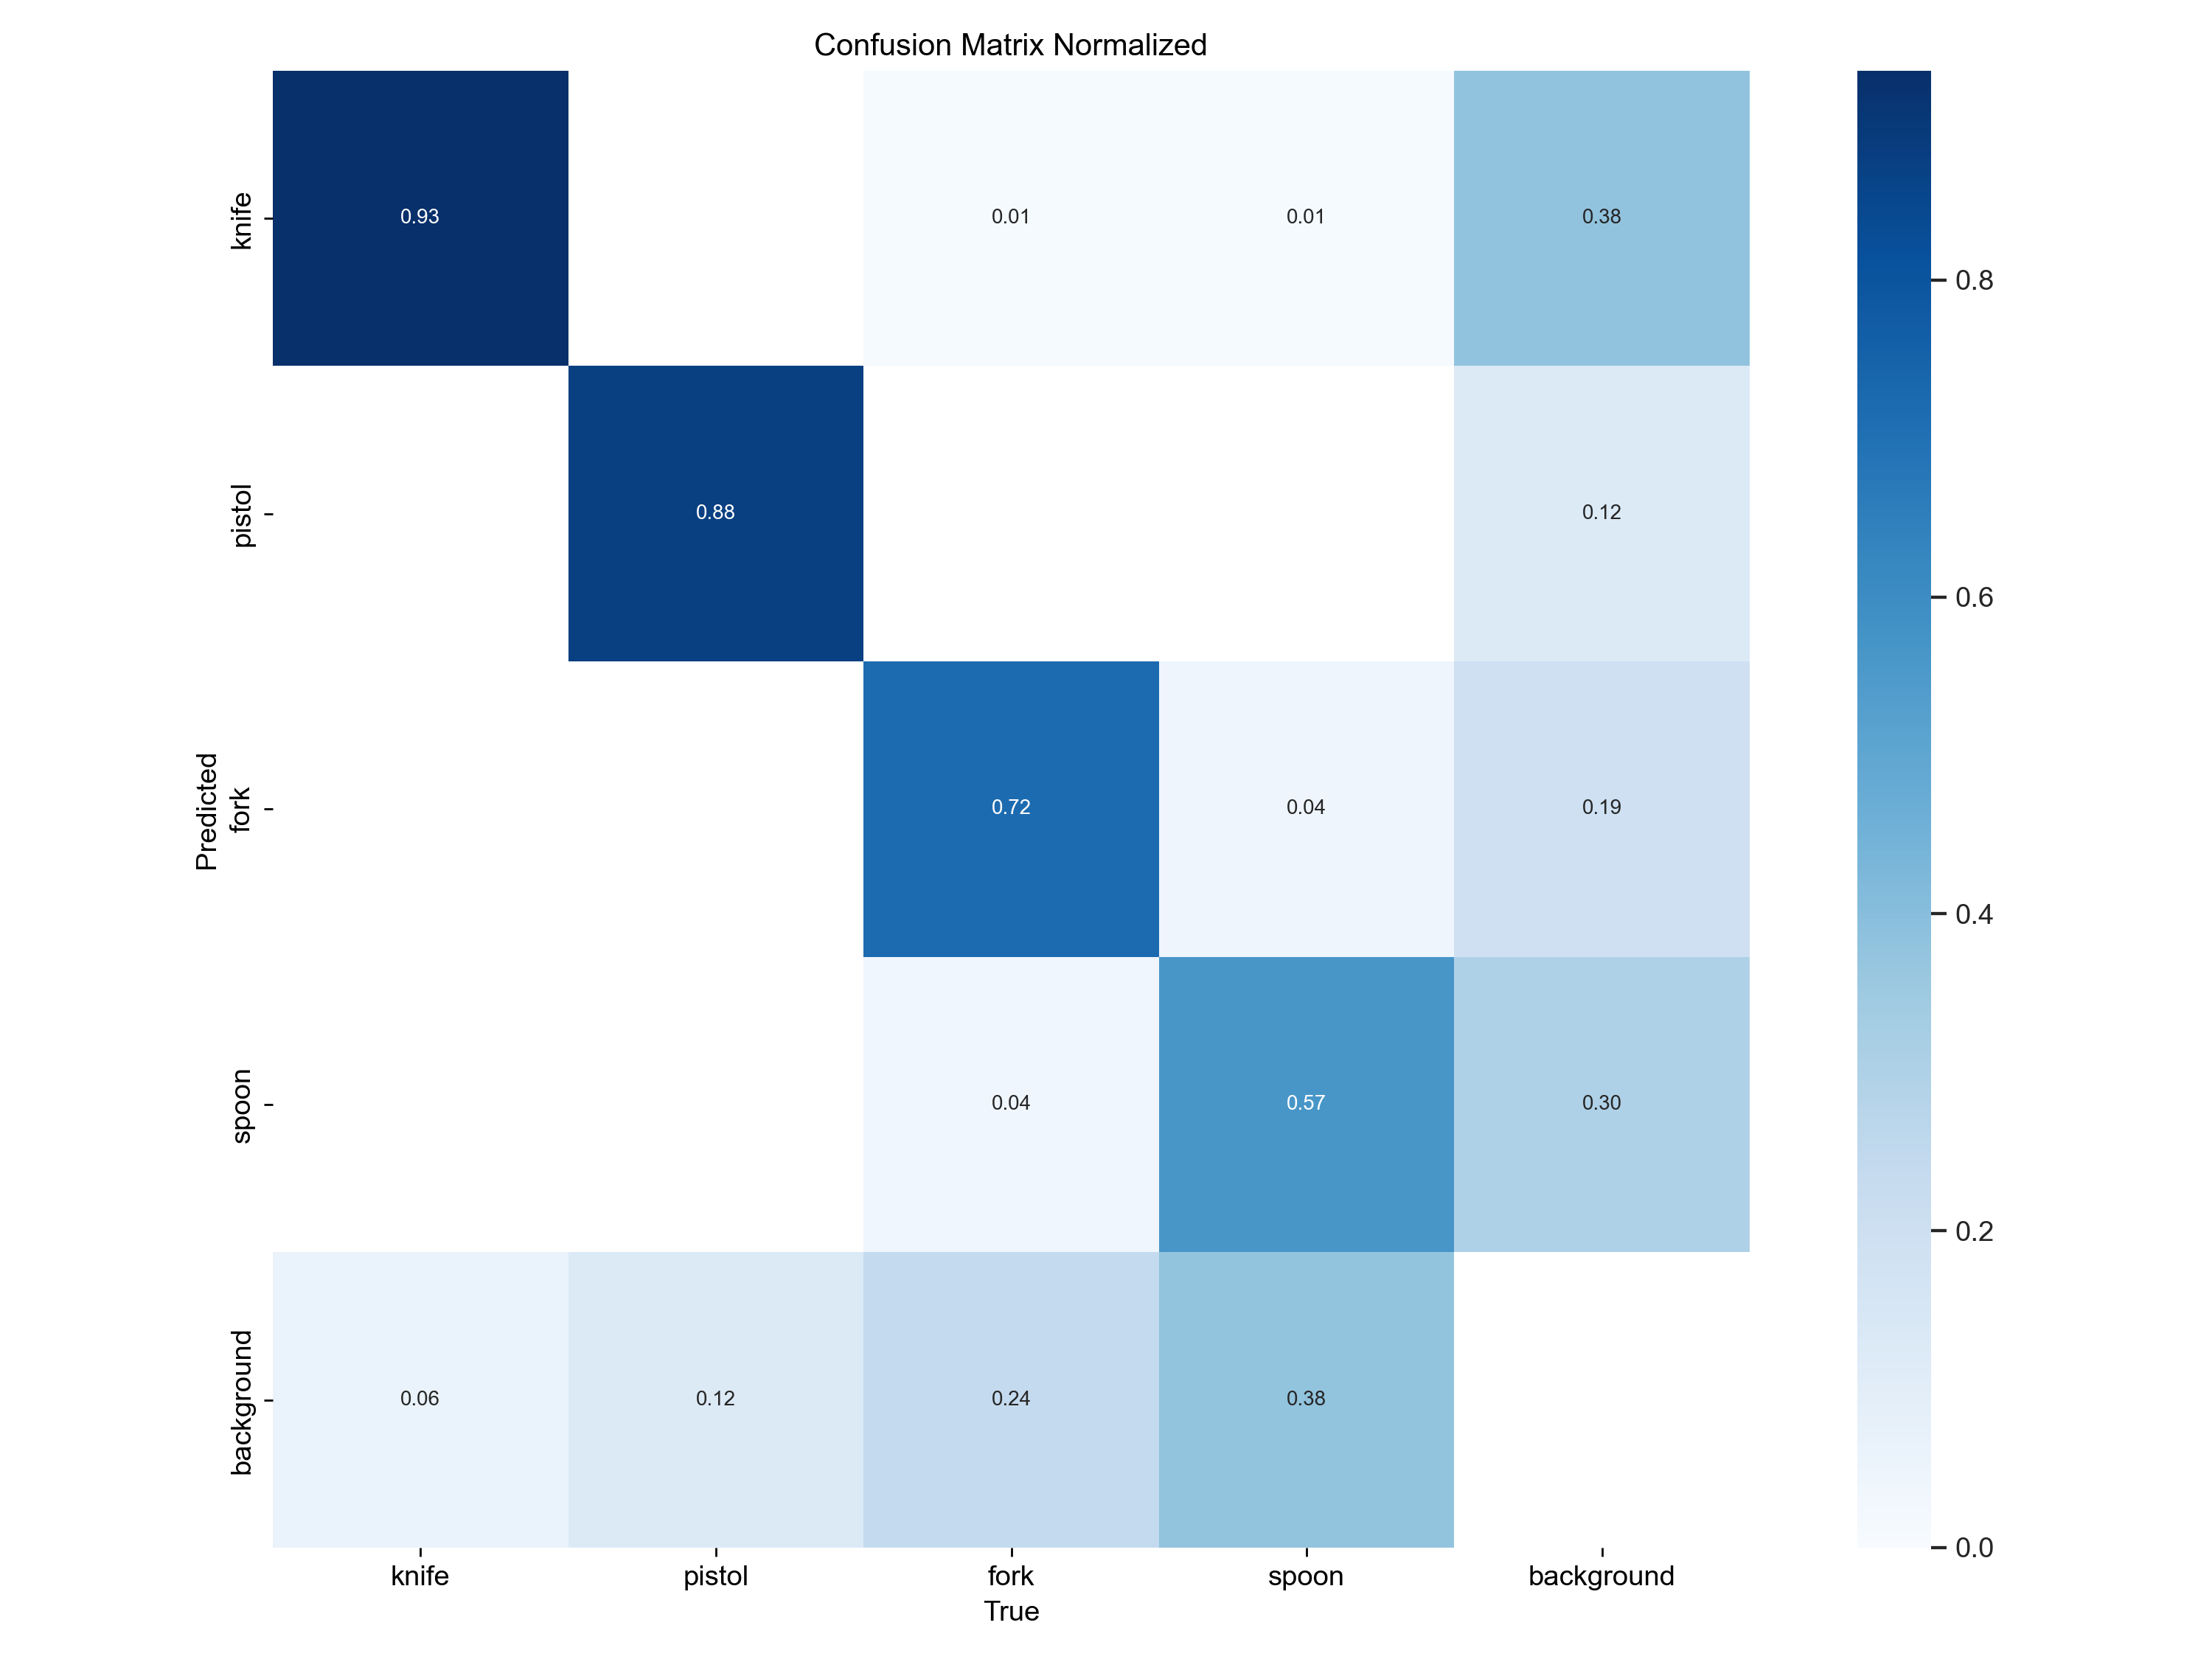 Confusion Matrix Normalized
knife 0.93 0.01 0.01 0.38
pistol 0.88 0.12
fork 0.72 0.04 0.19
spoon 0.04 0.57 0.30
background 0.06 0.12 0.24 0.38
Predicted
knife pistol fork spoon background
True
0.8
0.6
0.4
0.2
0.0